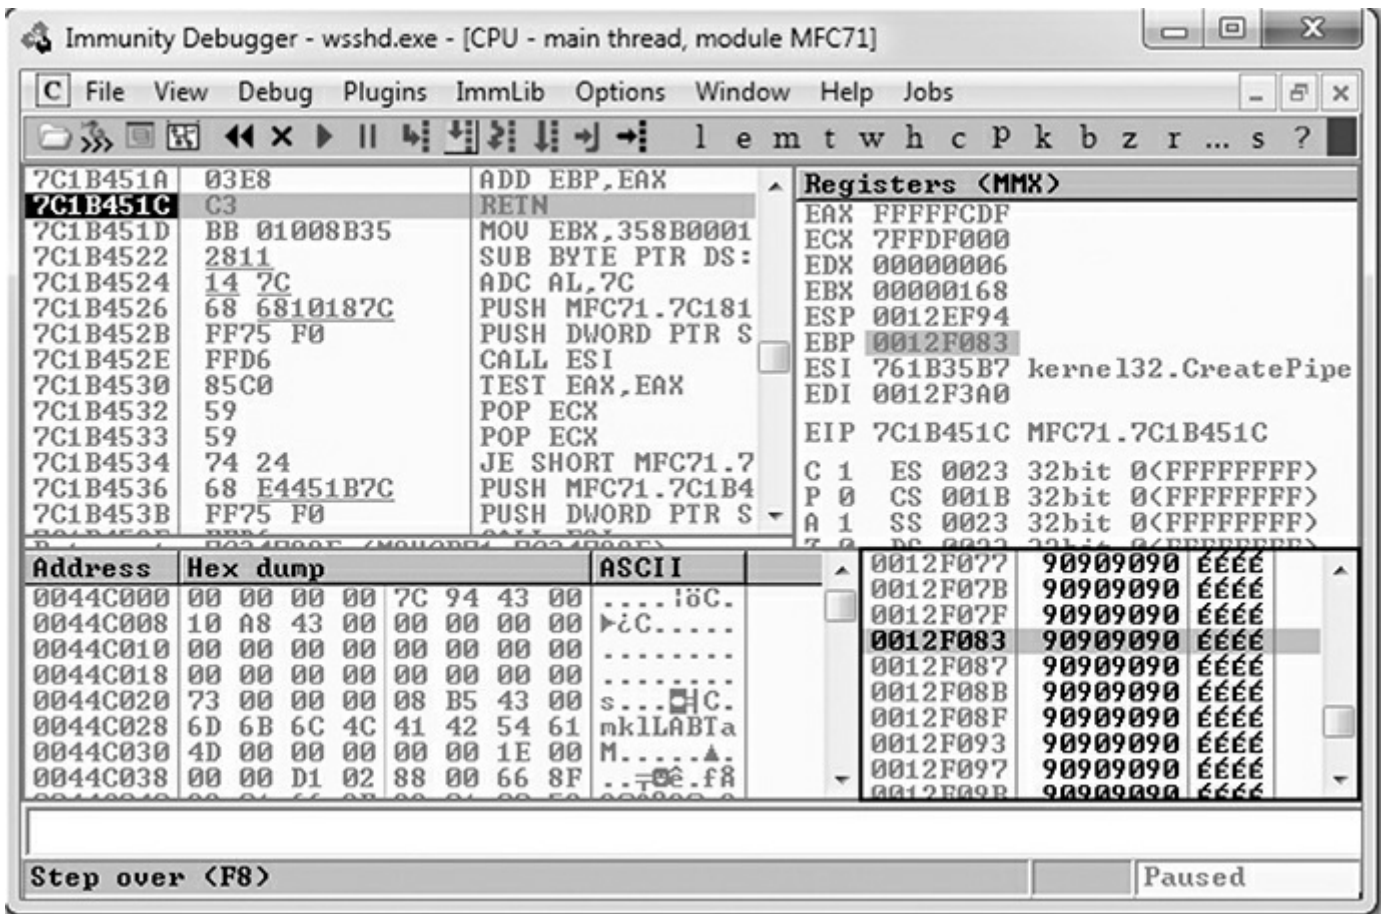 Immunity Debugger - wsshd.exe - [CPU - main thread, module MFC71]
C File View Debug Plugins ImmLib Options Window Help Jobs
l e m t w h c P k b z r ... s ?
7C1B451A 03E8 ADD EBP,EAX
7C1B451C C3 RETN
7C1B451D BB 01008B35 MOV EBX,358B0001
7C1B4522 2811 SUB BYTE PTR DS:
7C1B4524 14 7C ADC AL,7C
7C1B4526 68 6810187C PUSH MFC71.7C181
7C1B452B FF75 F0 PUSH DWORD PTR S
7C1B452E FFD6 CALL ESI
7C1B4530 85C0 TEST EAX,EAX
7C1B4532 59 POP ECX
7C1B4533 59 POP ECX
7C1B4534 74 24 JE SHORT MFC71.7
7C1B4536 68 E4451B7C PUSH MFC71.7C1B4
7C1B453B FF75 F0 PUSH DWORD PTR S
Registers (MMX)
EAX FFFFFCDF
ECX 7FFDF000
EDX 00000006
EBX 00000168
ESP 0012EF94
EBP 0012F083
ESI 761B35B7 kernel32.CreatePipe
EDI 0012F3A0
EIP 7C1B451C MFC71.7C1B451C
C 1 ES 0023 32bit 0(FFFFFFFF)
P 0 CS 001B 32bit 0(FFFFFFFF)
A 1 SS 0023 32bit 0(FFFFFFFF)
Address Hex dump ASCII
0044C000 00 00 00 00 7C 94 43 00 ....¦öC.
0044C008 10 A8 43 00 00 00 00 00 ►¿C.....
0044C010 00 00 00 00 00 00 00 00 ........
0044C018 00 00 00 00 00 00 00 00 ........
0044C020 73 00 00 00 08 B5 43 00 s...◘╡C.
0044C028 6D 6B 6C 4C 41 42 54 61 mklLABTa
0044C030 4D 00 00 00 00 00 1E 00 M.....▲.
0044C038 00 00 D1 02 88 00 66 8F ..╤☻ê.fÅ
0012F077 90909090 ÉÉÉÉ
0012F07B 90909090 ÉÉÉÉ
0012F07F 90909090 ÉÉÉÉ
0012F083 90909090 ÉÉÉÉ
0012F087 90909090 ÉÉÉÉ
0012F08B 90909090 ÉÉÉÉ
0012F08F 90909090 ÉÉÉÉ
0012F093 90909090 ÉÉÉÉ
0012F097 90909090 ÉÉÉÉ
0012F09B 90909090 ÉÉÉÉ
Step over (F8)
Paused